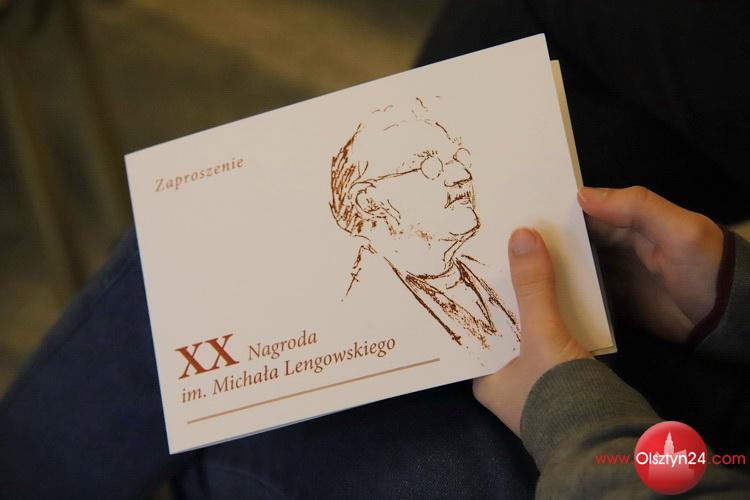 Zaproszenie
XX Nagroda
im. Michała Lengowskiego
www.Olsztyn24.com